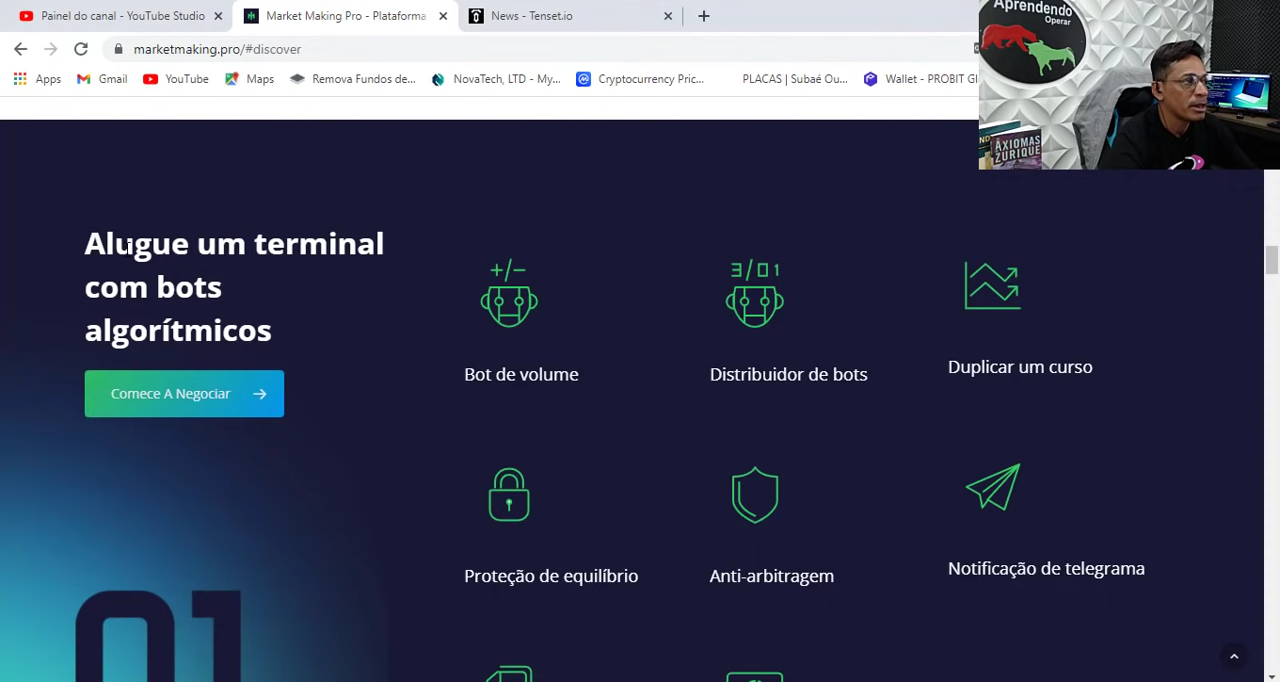 Painel do canal - YouTube Studio
Market Making Pro - Plataforma
News - Tenset.io
marketmaking.pro/#discover
Apps
Gmail
YouTube
Maps
Remova Fundos de...
NovaTech, LTD - My...
Cryptocurrency Pric...
PLACAS | Subaé Ou...
Wallet - PROBIT Gl
Aprendendo
Operar
AXIOMAS
ZURIQUE
Alugue um terminal
com bots
algorítmicos
Comece A Negociar
+/-
Bot de volume
3/01
Distribuidor de bots
Duplicar um curso
Proteção de equilíbrio
Anti-arbitragem
Notificação de telegrama
01